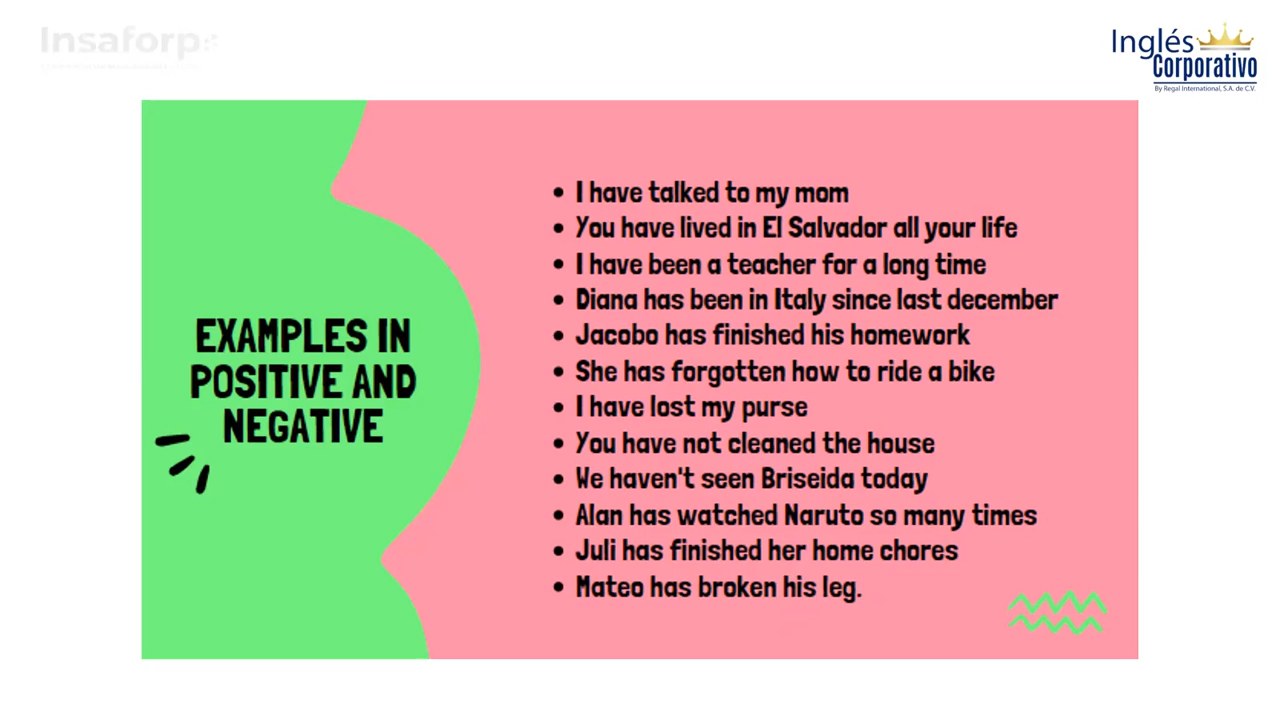 Insaforp
Inglés
Corporativo
By Regal International, S.A. de C.V.
EXAMPLES IN
POSITIVE AND
NEGATIVE
• I have talked to my mom
• You have lived in El Salvador all your life
• I have been a teacher for a long time
• Diana has been in Italy since last december
• Jacobo has finished his homework
• She has forgotten how to ride a bike
• I have lost my purse
• You have not cleaned the house
• We haven't seen Briseida today
• Alan has watched Naruto so many times
• Juli has finished her home chores
• Mateo has broken his leg.